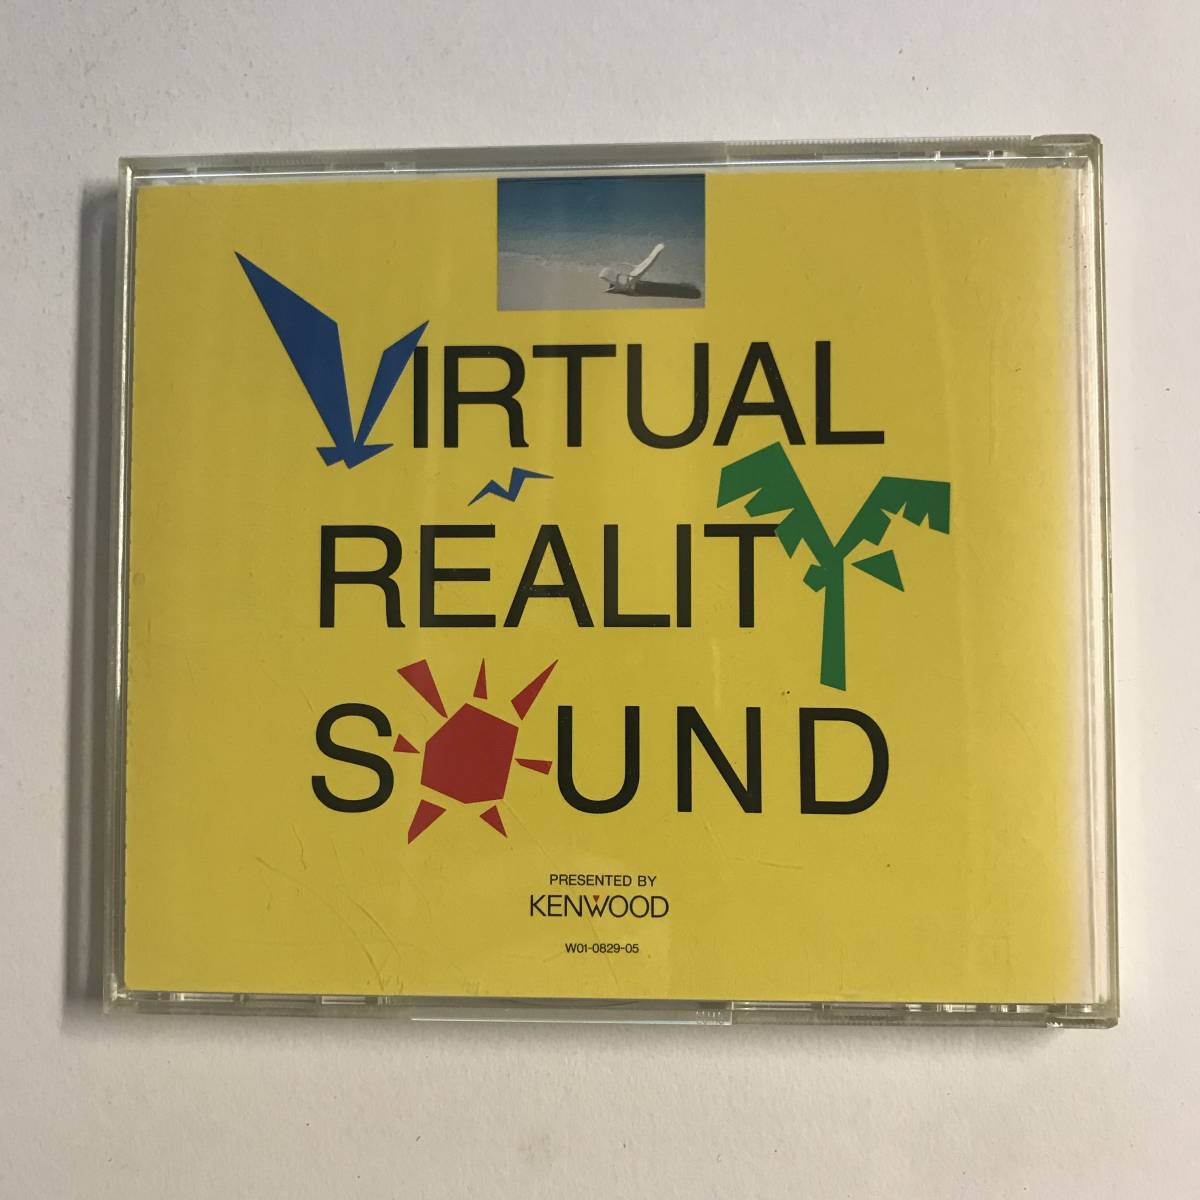 VIRTUAL
REALITY
SOUND
PRESENTED BY
KENWOOD
W01-0829-05